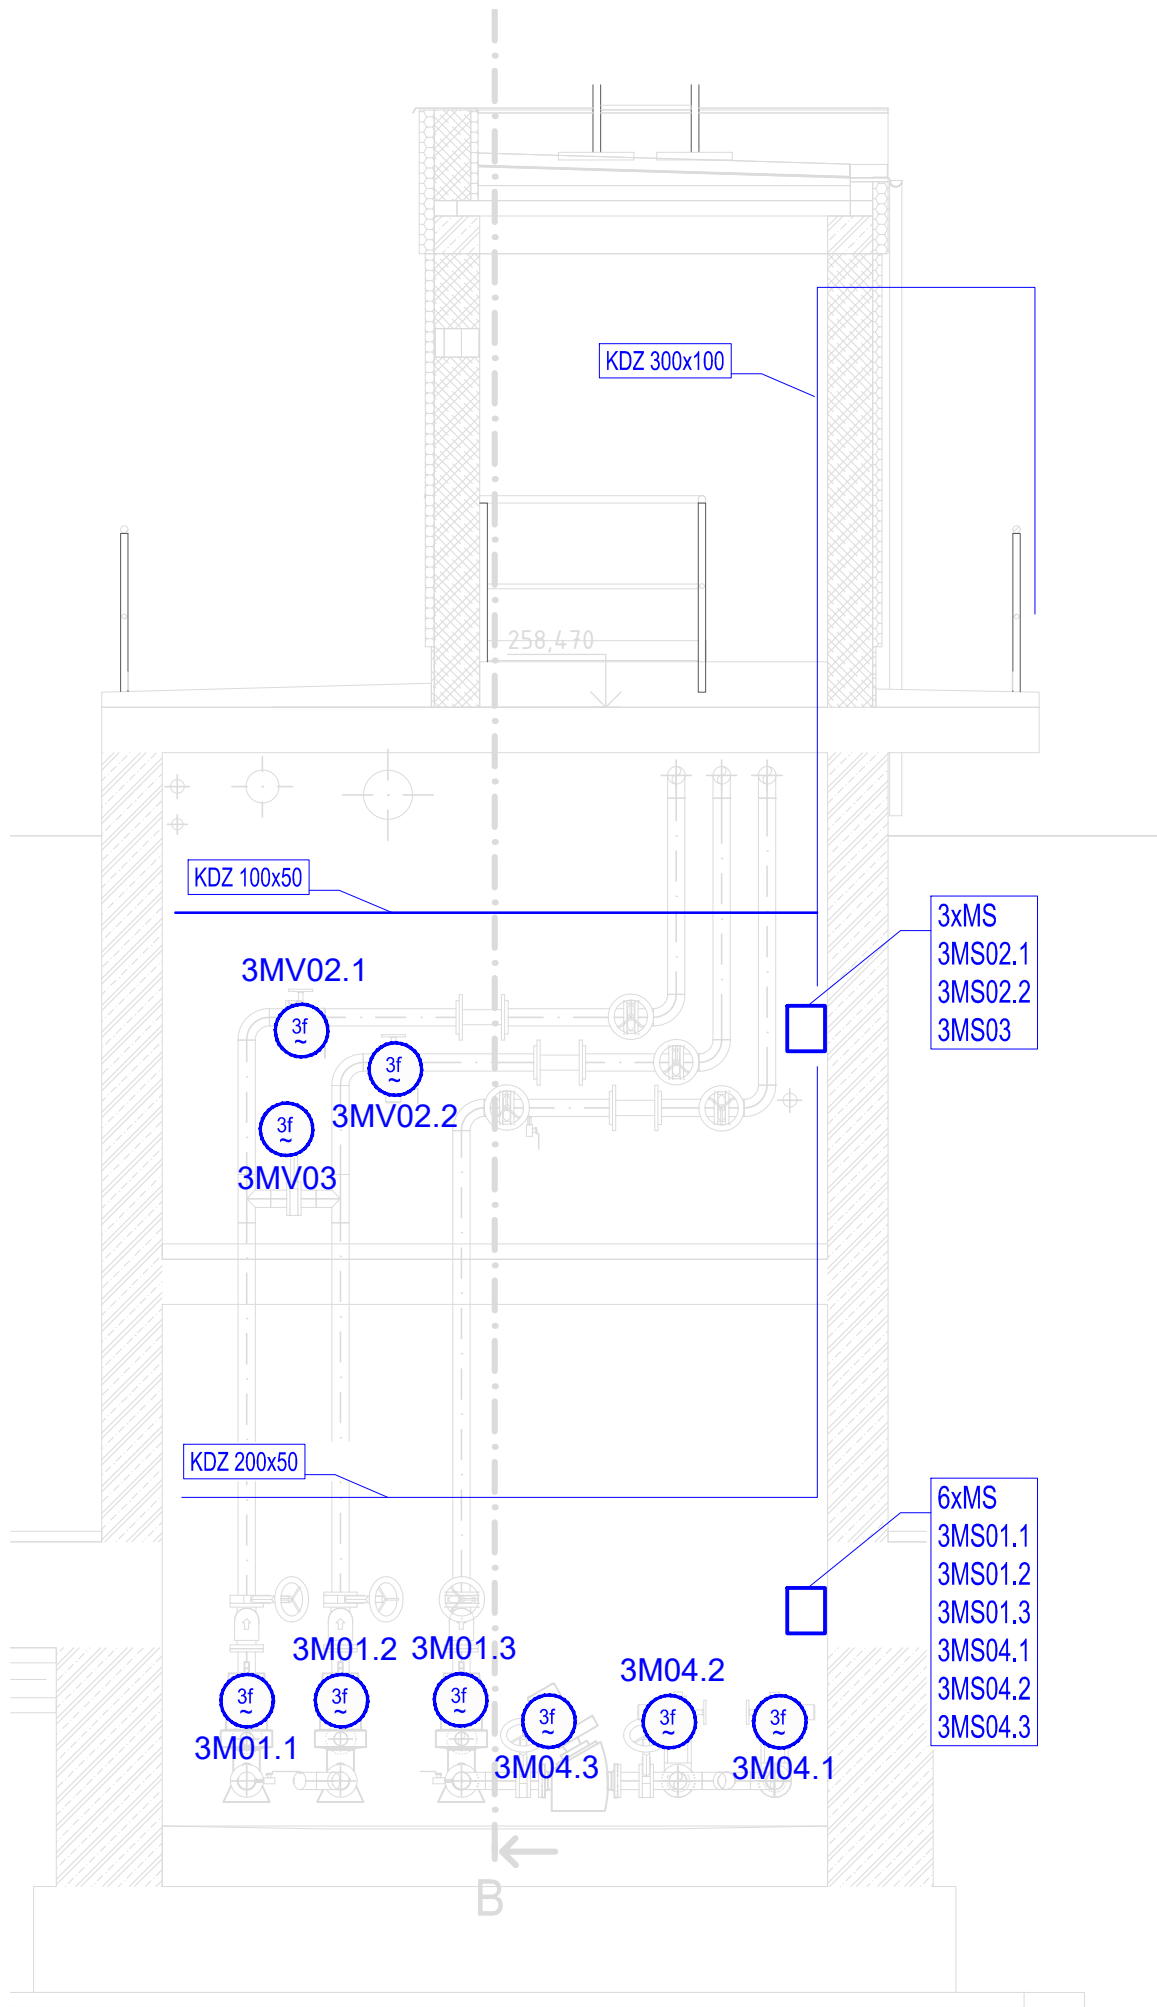 KDZ 300x100
258,470
KDZ 100x50
3xMS
3MS02.1
3MS02.2
3MS03
3MV02.1
3f
~
3f
~
3MV02.2
3f
~
3MV03
KDZ 200x50
6xMS
3MS01.1
3MS01.2
3MS01.3
3MS04.1
3MS04.2
3MS04.3
3M01.2
3M01.3
3M04.2
3f
~
3f
~
3f
~
3f
~
3f
~
3f
~
3M01.1
3M04.3
3M04.1
B